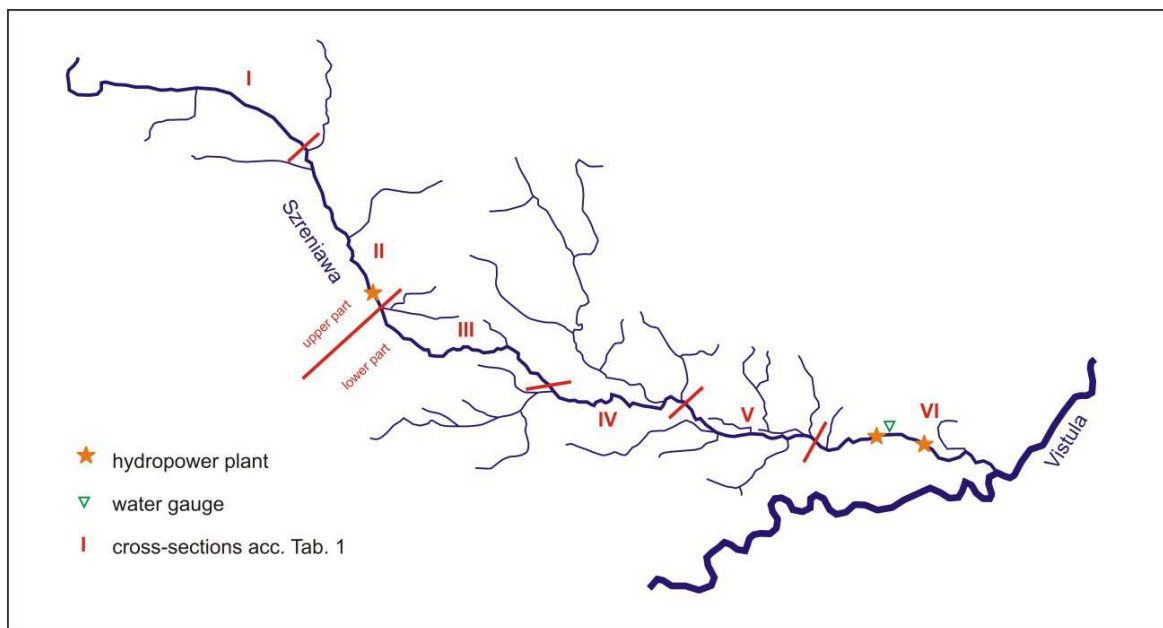 I
Szreniawa
II
upper part
lower part
III
IV
V
VI
Vistula
hydropower plant
water gauge
I cross-sections acc. Tab. 1